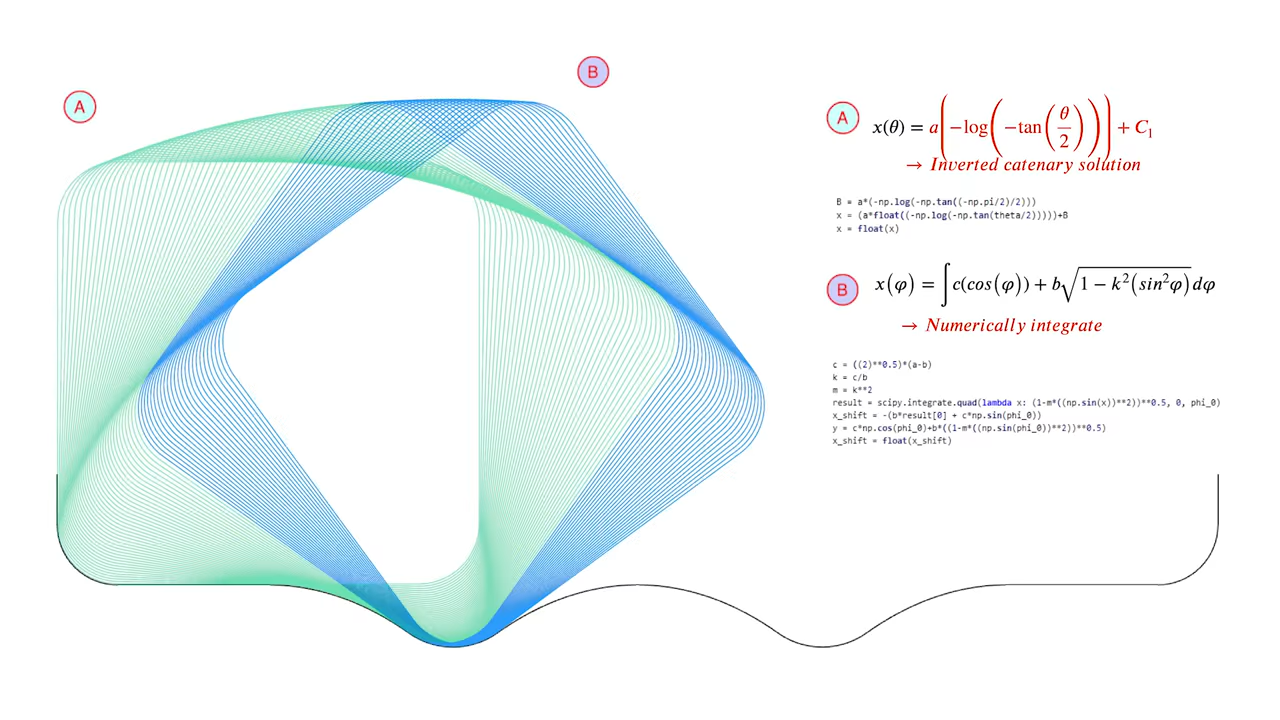 A
B
A
x(θ) = a(−log(−tan(θ/2))) + C₁
→ Inverted catenary solution
B = a*(-np.log(-np.tan((-np.pi/2)/2)))
x = (a*float((-np.log(-np.tan(theta/2)))))+B
x = float(x)
B
x(φ) = ∫c(cos(φ)) + b√(1 − k²(sin²φ))dφ
→ Numerically integrate
c = ((2)**0.5)*(a-b)
k = c/b
m = k**2
result = scipy.integrate.quad(lambda x: (1-m*((np.sin(x))**2))**0.5, 0, phi_0)
x_shift = -(b*result[0] + c*np.sin(phi_0))
y = c*np.cos(phi_0)+b*((1-m*((np.sin(phi_0))**2))**0.5)
x_shift = float(x_shift)